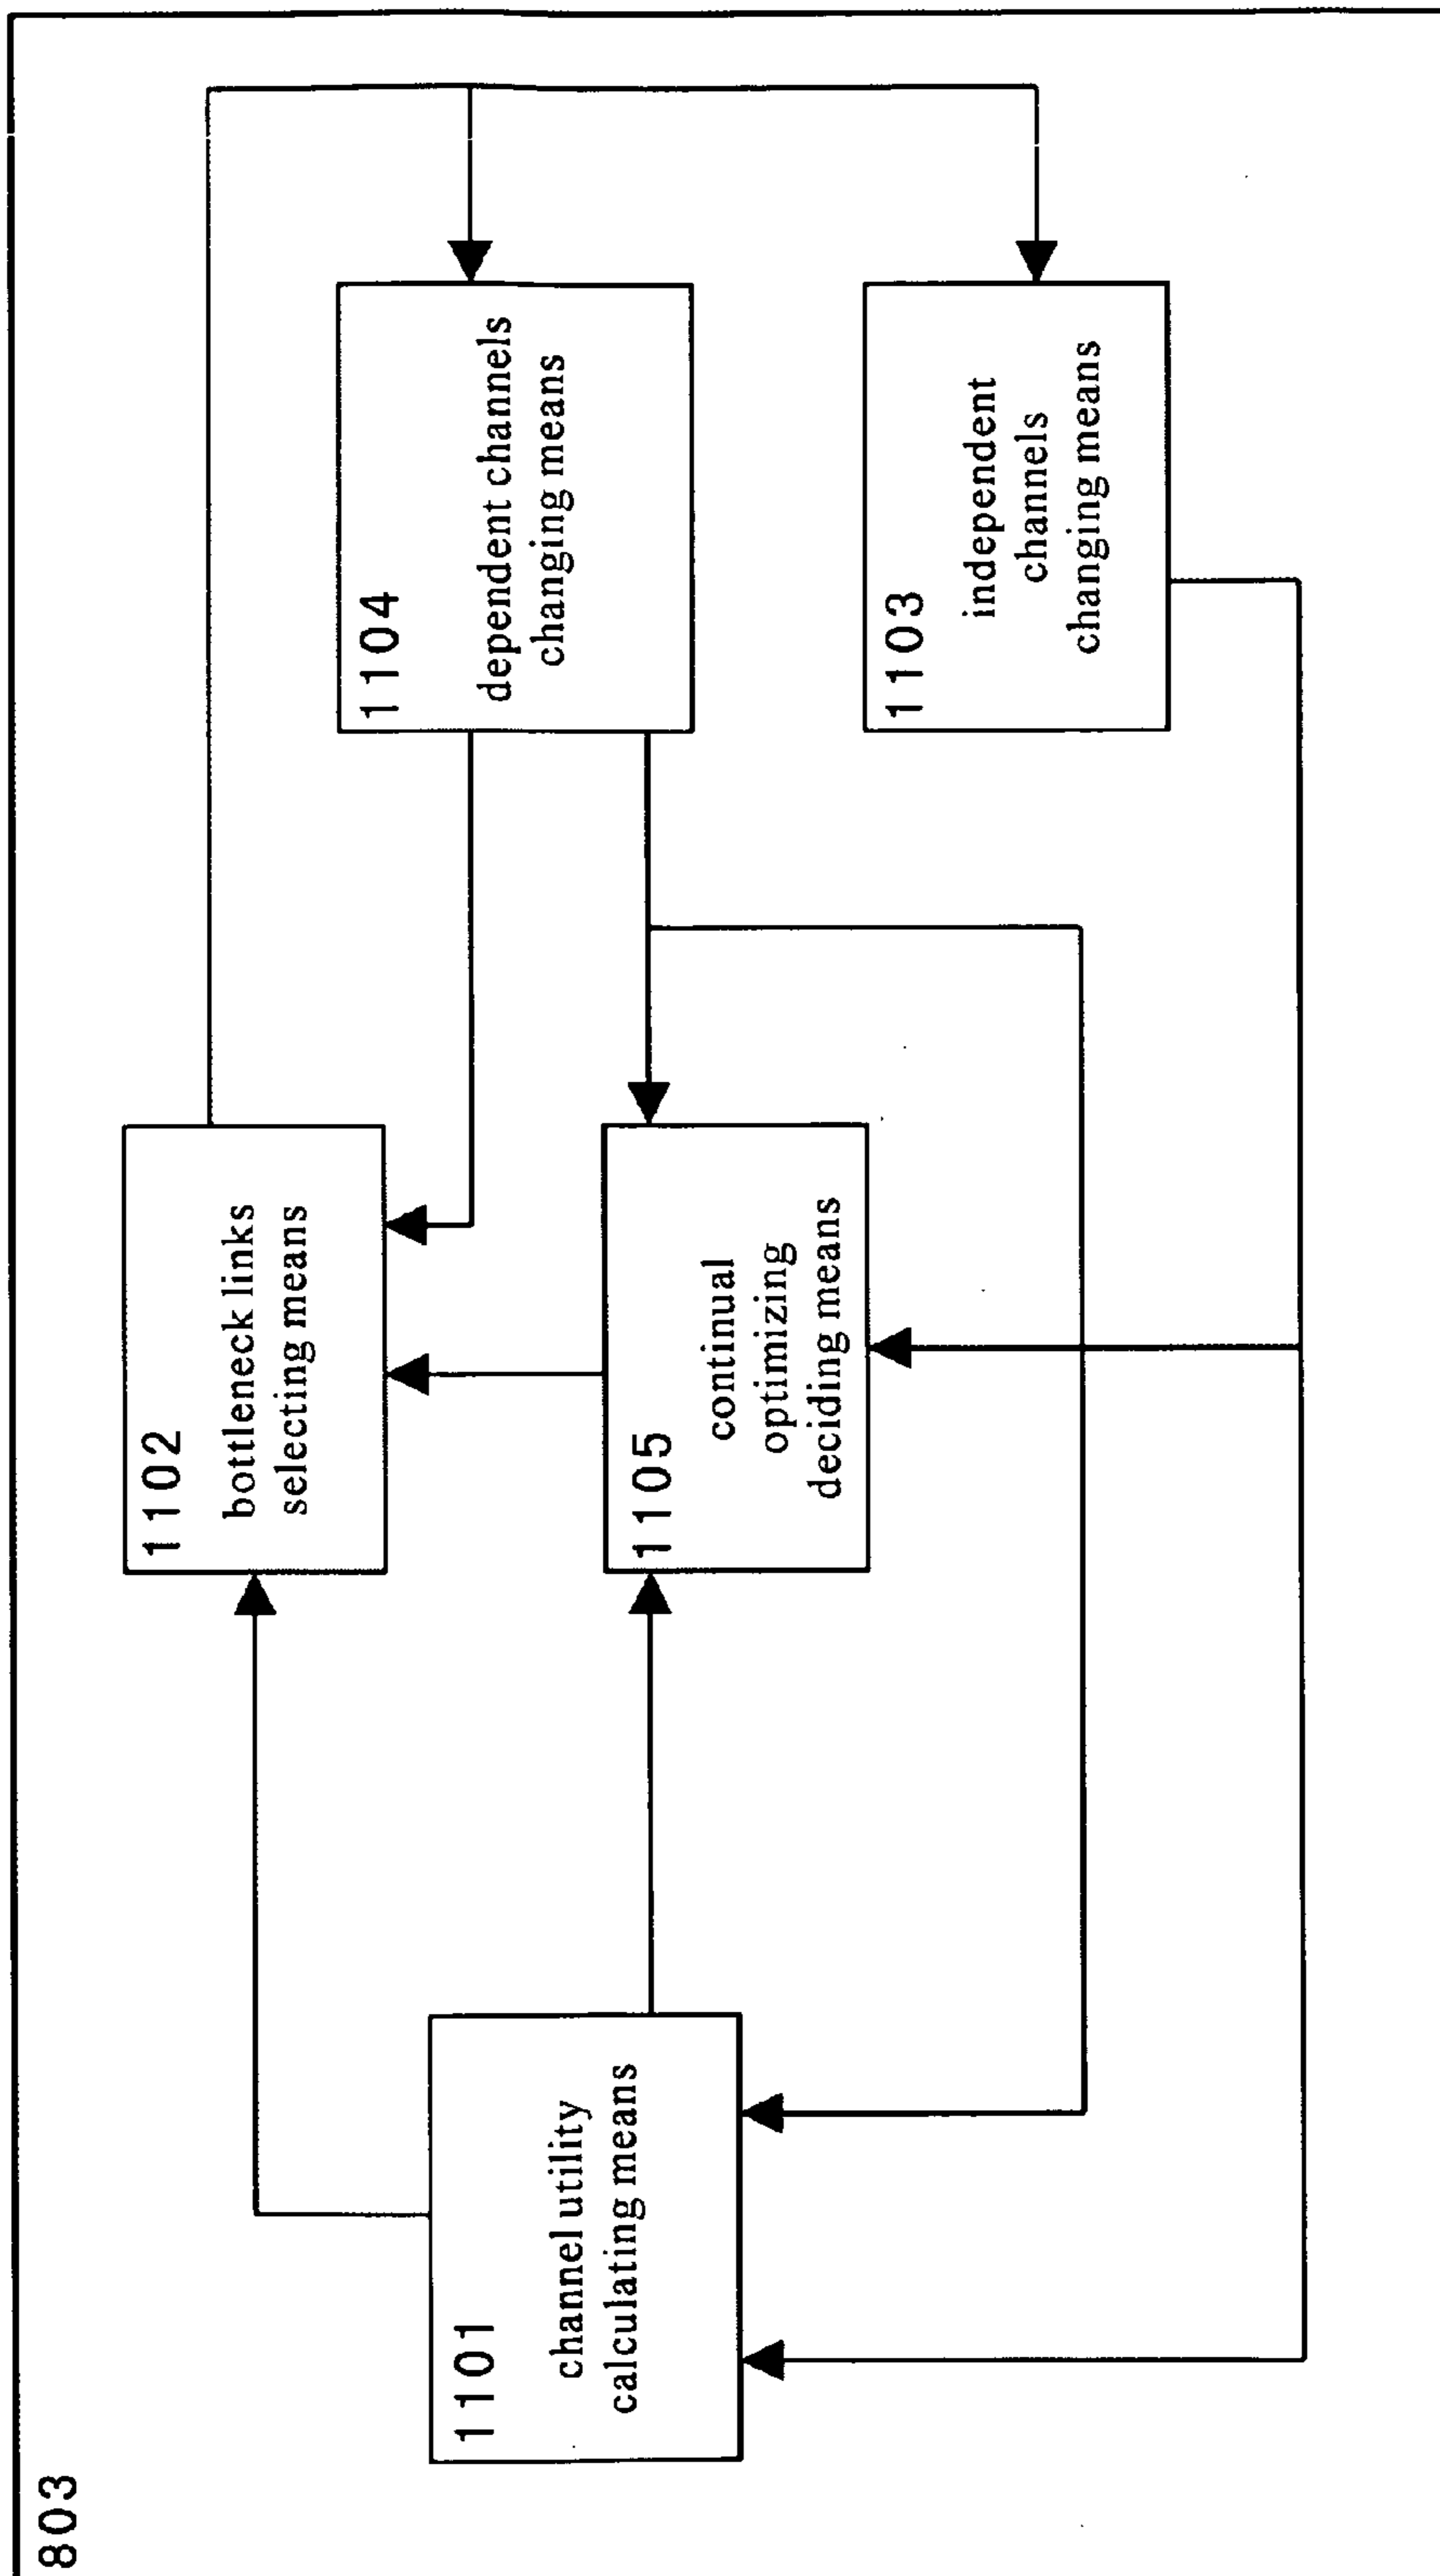 803
1102
bottleneck links
selecting means
1104
dependent channels
changing means
1101
channel utility
calculating means
1105
continual
optimizing
deciding means
1103
independent
channels
changing means